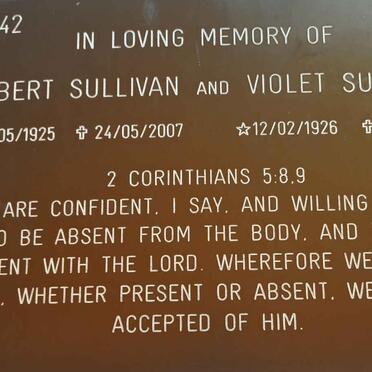 42
IN LOVING MEMORY OF
BERT SULLIVAN AND VIOLET SU
05/1925 ✝ 24/05/2007 ☆12/02/1926 ✝
2 CORINTHIANS 5:8,9
ARE CONFIDENT, I SAY, AND WILLING
O BE ABSENT FROM THE BODY, AND
ENT WITH THE LORD. WHEREFORE WE
, WHETHER PRESENT OR ABSENT, WE
ACCEPTED OF HIM.